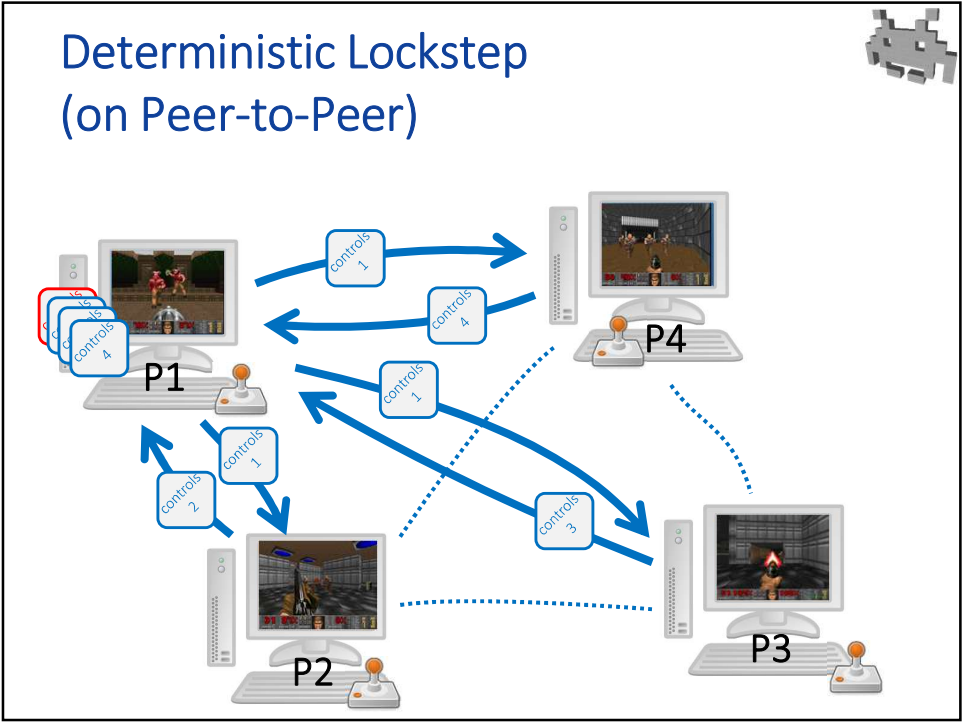 Deterministic Lockstep
(on Peer-to-Peer)
controls
1
controls
4
controls
4
P1
P4
controls
1
controls
1
controls
2
controls
3
P2
P3